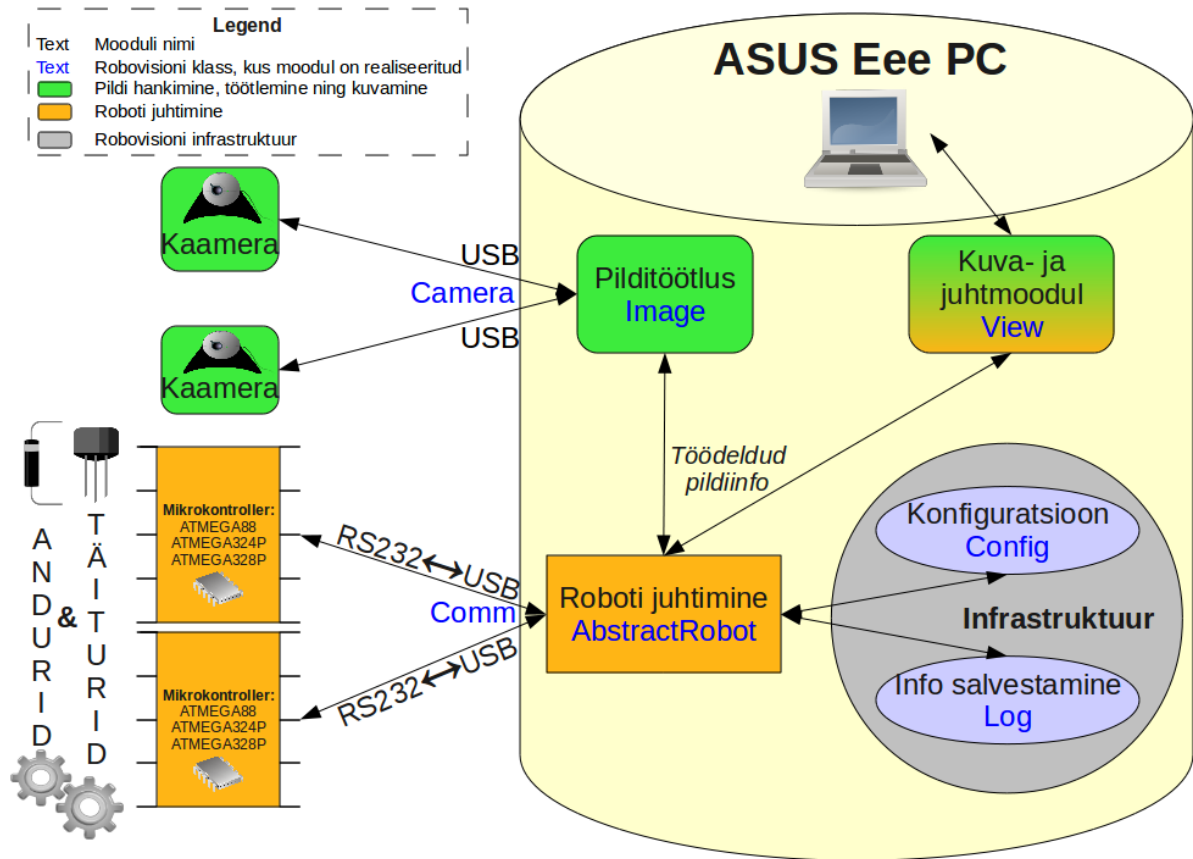 Legend
Text Mooduli nimi
Text Robovisioni klass, kus moodul on realiseeritud
Pildi hankimine, töötlemine ning kuvamine
Roboti juhtimine
Robovisioni infrastruktuur
ASUS Eee PC
Kaamera
USB
Camera
USB
Kaamera
Pilditöötlus
Image
Kuva- ja
juhtmoodul
View
Töödeldud
pildiinfo
ANDURID
&
TÄITURID
Mikrokontroller:
ATMEGA88
ATMEGA324P
ATMEGA328P
RS232↔USB
Comm
RS232↔USB
Mikrokontroller:
ATMEGA88
ATMEGA324P
ATMEGA328P
Roboti juhtimine
AbstractRobot
Konfiguratsioon
Config
Infrastruktuur
Info salvestamine
Log